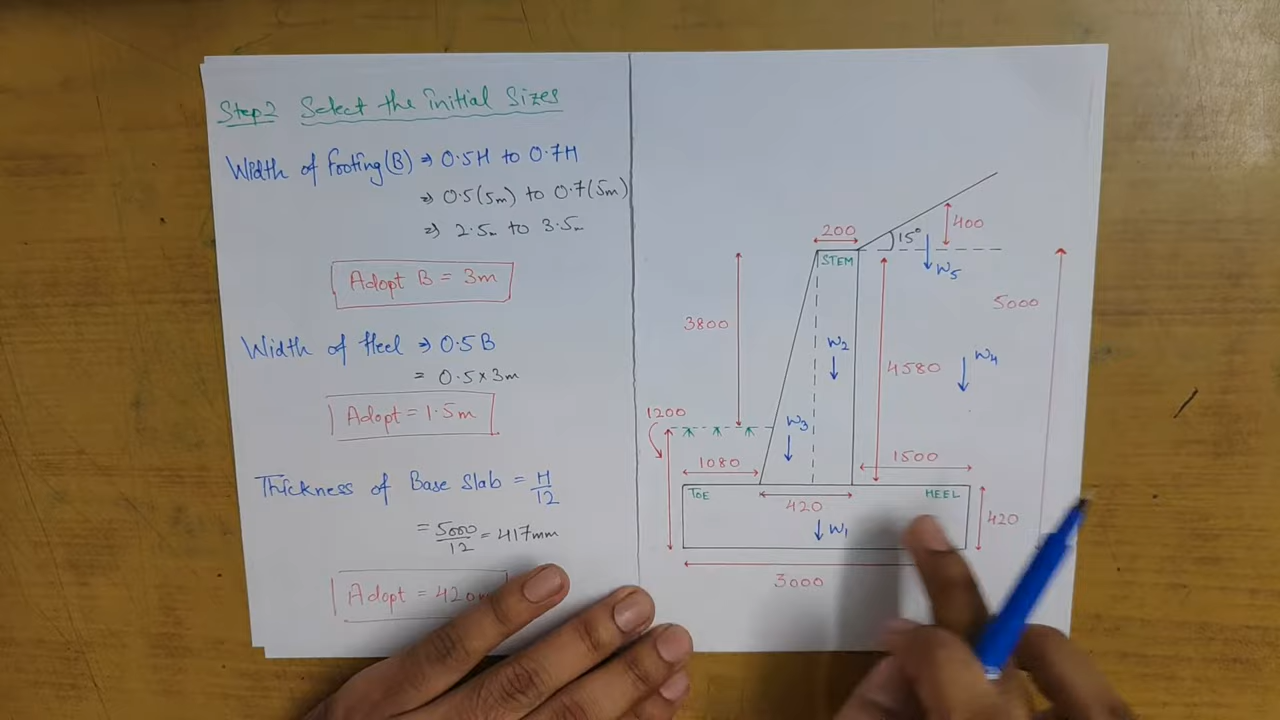 Step2 Select the initial Sizes
Width of footing(B) ⇒ 0.5H to 0.7H
⇒ 0.5(5m) to 0.7(5m)
⇒ 2.5m to 3.5m
Adopt B = 3m
Width of Heel ⇒ 0.5B
= 0.5×3m
Adopt = 1.5m
Thickness of Base slab = H/12
= 5000/12 = 417mm
Adopt = 420m
200
400
15°
STEM
W5
5000
3800
W2
4580
W4
1200
W3
1080
1500
TOE
HEEL
420
W1
420
3000